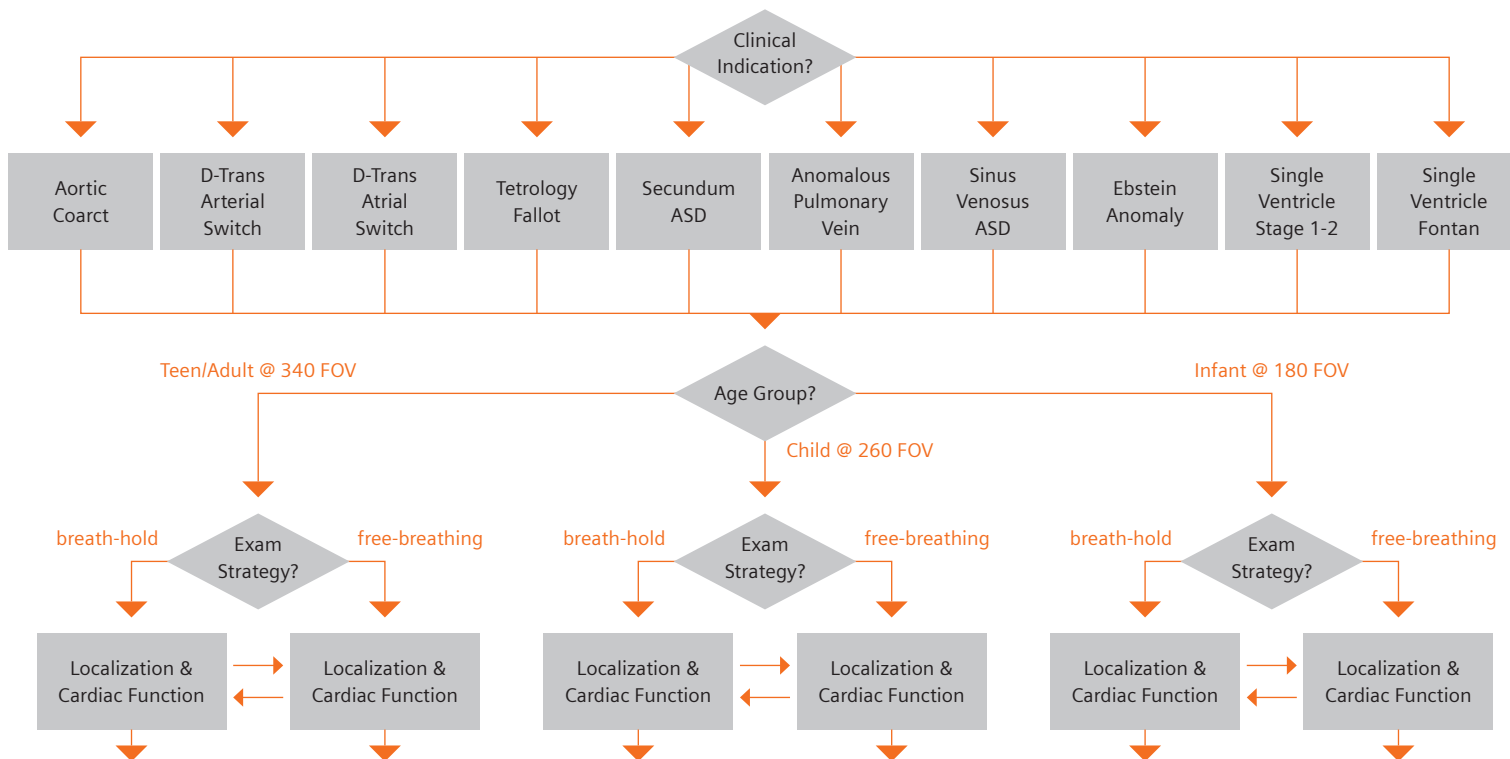 Clinical
Indication?
Aortic
Coarct
D-Trans
Arterial
Switch
D-Trans
Atrial
Switch
Tetrology
Fallot
Secundum
ASD
Anomalous
Pulmonary
Vein
Sinus
Venosus
ASD
Ebstein
Anomaly
Single
Ventricle
Stage 1-2
Single
Ventricle
Fontan
Teen/Adult @ 340 FOV
Age Group?
Infant @ 180 FOV
Child @ 260 FOV
breath-hold
Exam
Strategy?
free-breathing
breath-hold
Exam
Strategy?
free-breathing
breath-hold
Exam
Strategy?
free-breathing
Localization &
Cardiac Function
Localization &
Cardiac Function
Localization &
Cardiac Function
Localization &
Cardiac Function
Localization &
Cardiac Function
Localization &
Cardiac Function